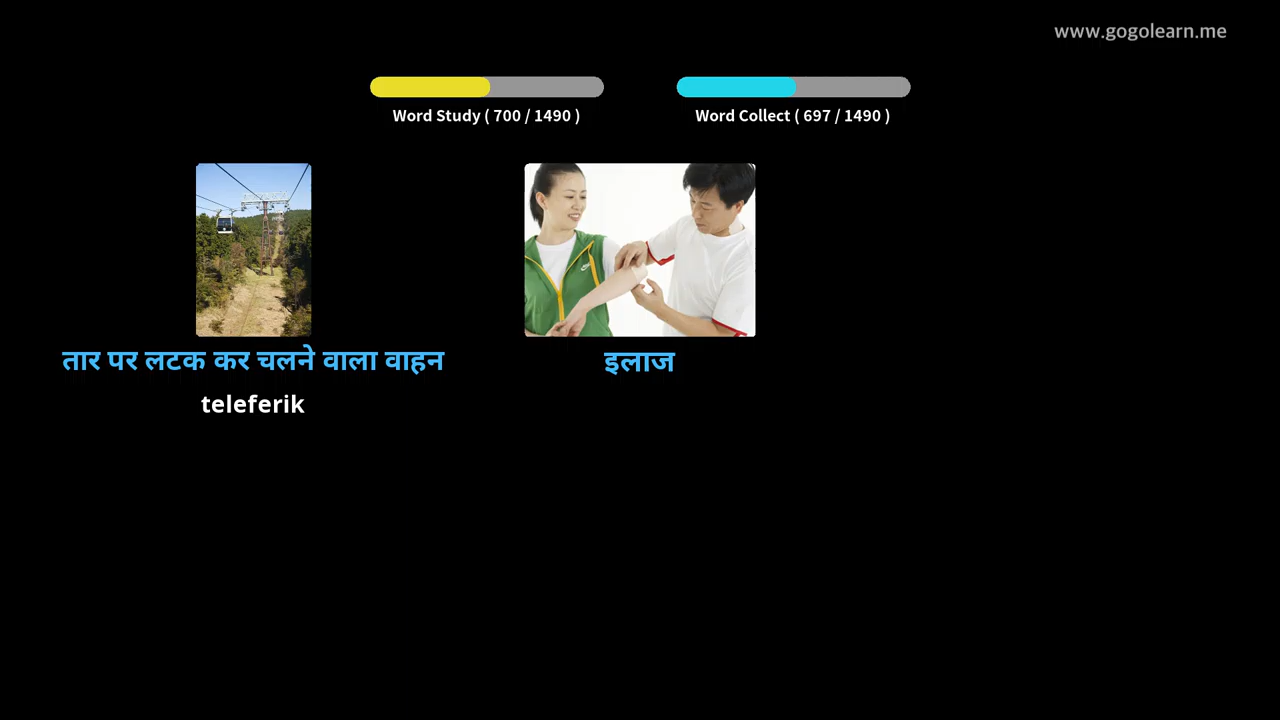 www.gogolearn.me
Word Study ( 700 / 1490 )
Word Collect ( 697 / 1490 )
तार पर लटक कर चलने वाला वाहन
इलाज
teleferik